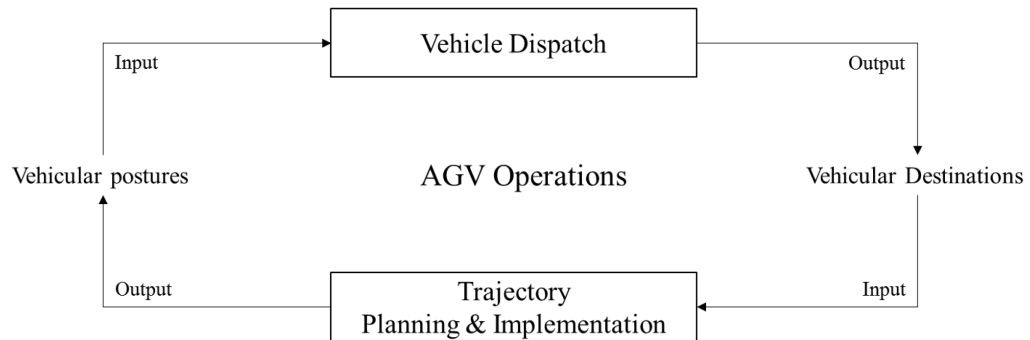 Vehicle Dispatch
Input
Output
Vehicular postures
AGV Operations
Vehicular Destinations
Output
Trajectory
Planning & Implementation
Input